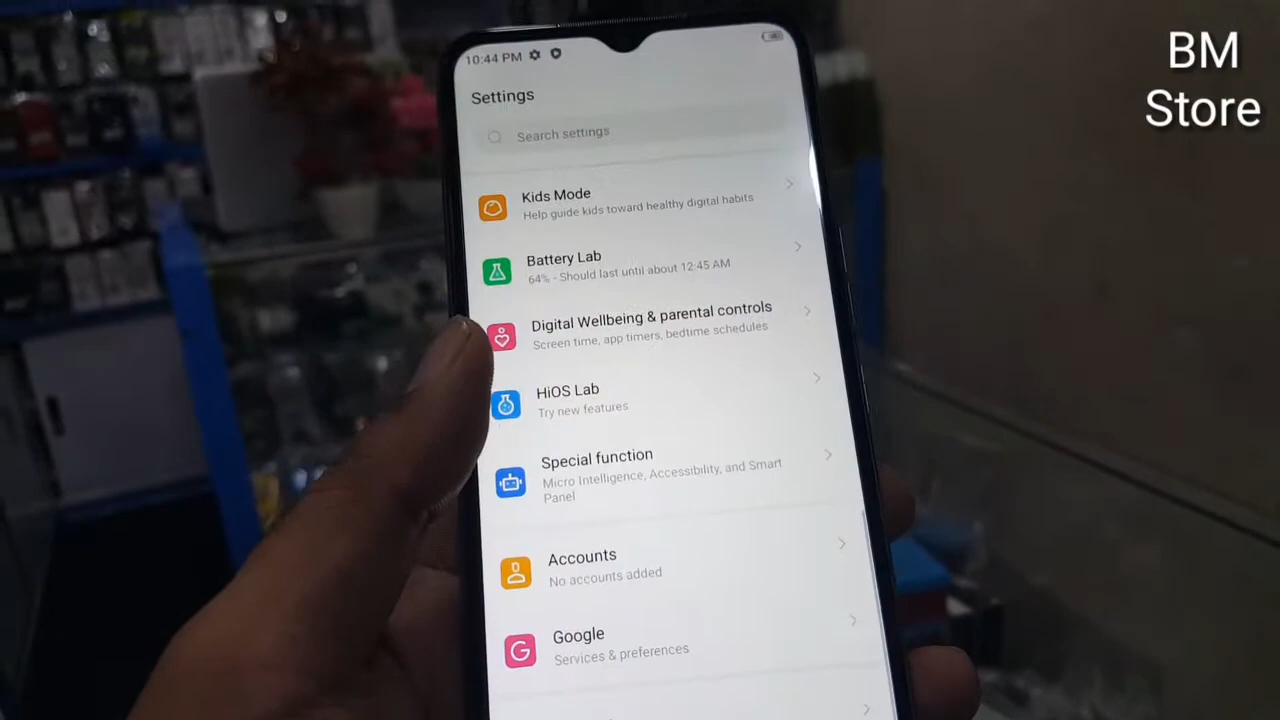 BM
Store
10:44 PM
Settings
Search settings
Kids Mode
Help guide kids toward healthy digital habits
Battery Lab
64% - Should last until about 12:45 AM
Digital Wellbeing & parental controls
Screen time, app timers, bedtime schedules
HiOS Lab
Try new features
Special function
Micro Intelligence, Accessibility, and Smart
Panel
Accounts
No accounts added
G
Google
Services & preferences